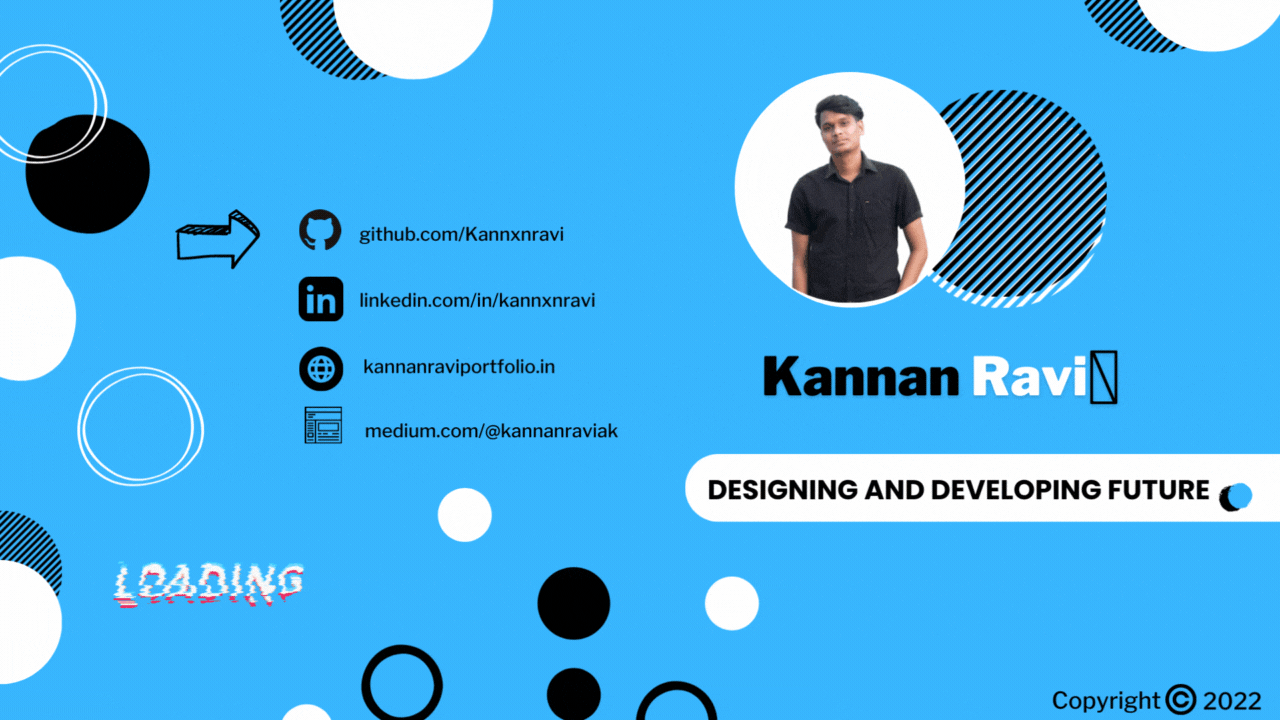 github.com/Kannxnravi
linkedin.com/in/kannxnravi
kannanraviportfolio.in
medium.com/@kannanraviak
LOADING
Kannan Ravi
DESIGNING AND DEVELOPING FUTURE
Copyright © 2022